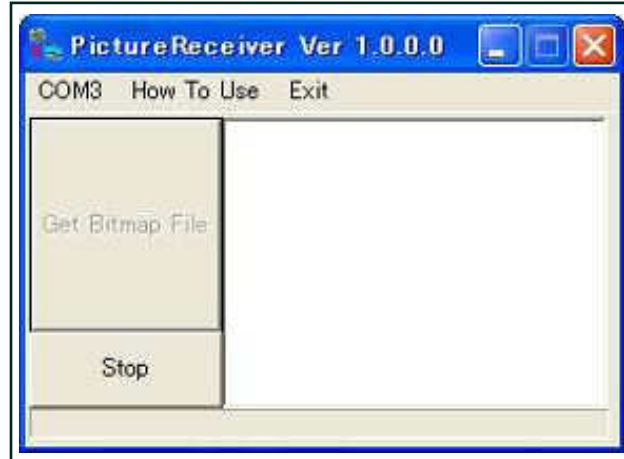 PictureReceiver Ver 1.0.0.0
COM3 How To Use Exit
Get Bitmap File
Stop